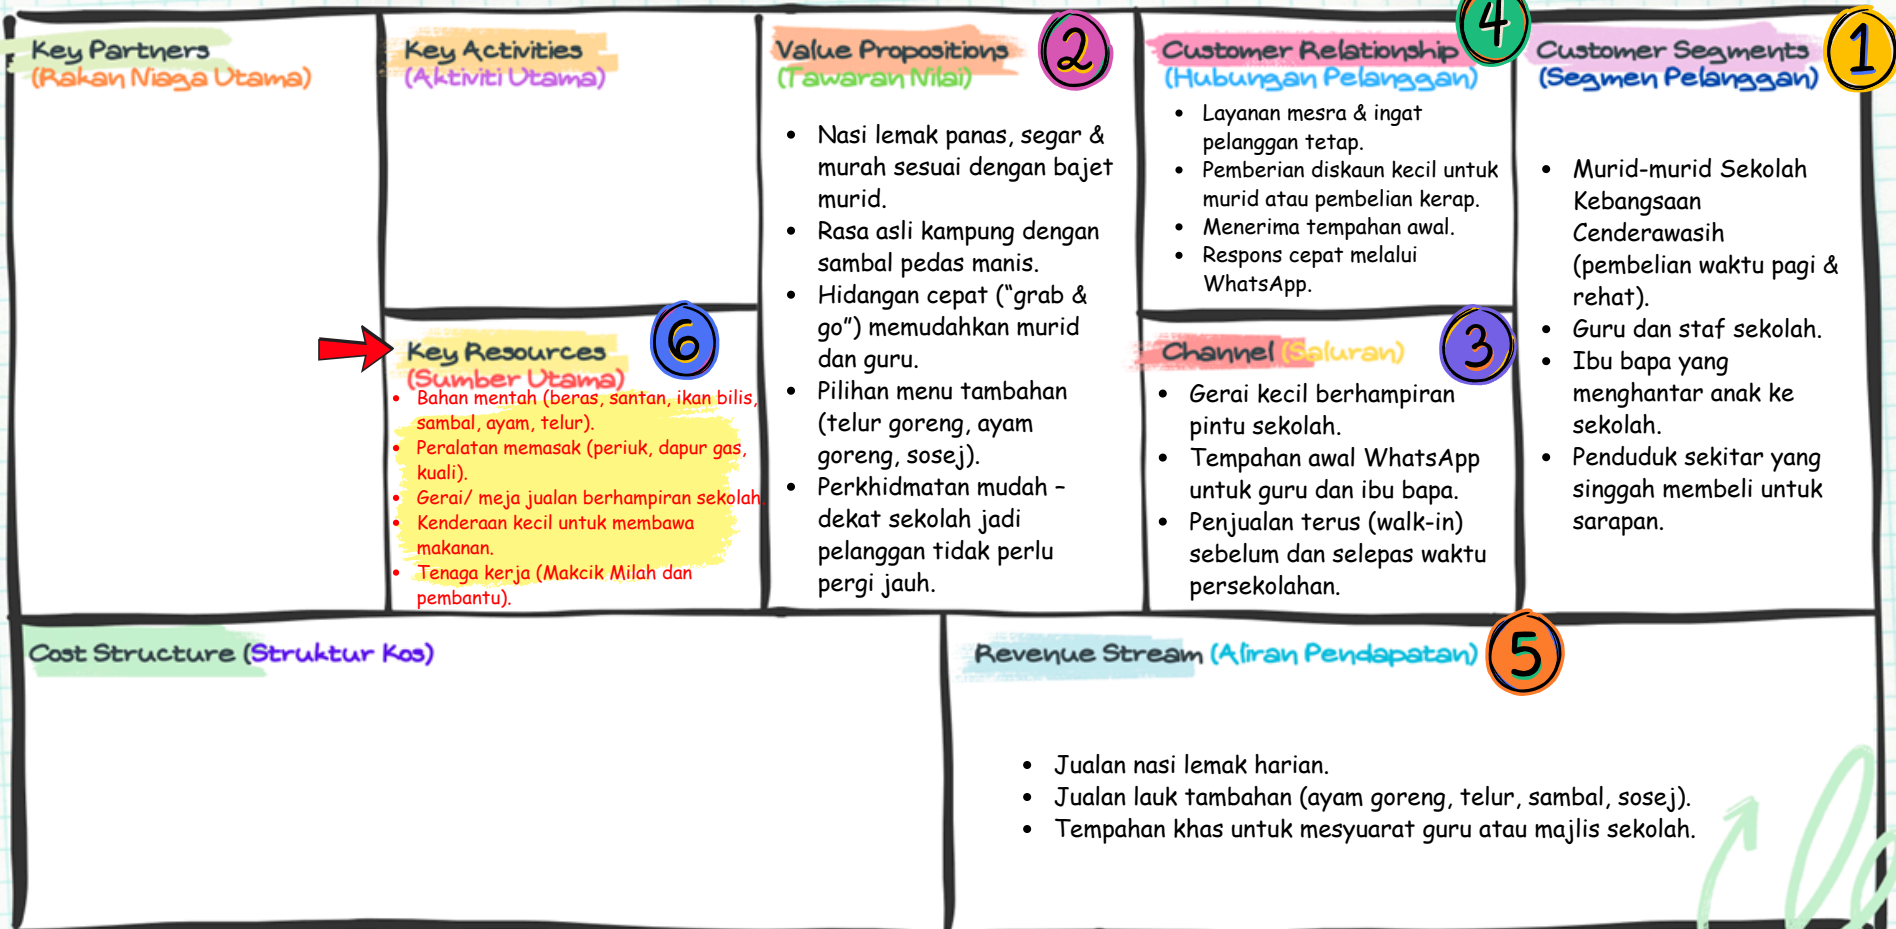 Key Partners
(Rakan Niaga Utama)
Key Activities
(Aktiviti Utama)
Value Propositions
(Tawaran Nilai)
2
• Nasi lemak panas, segar &
murah sesuai dengan bajet
murid.
• Rasa asli kampung dengan
sambal pedas manis.
• Hidangan cepat (“grab &
go”) memudahkan murid
dan guru.
• Pilihan menu tambahan
(telur goreng, ayam
goreng, sosej).
• Perkhidmatan mudah –
dekat sekolah jadi
pelanggan tidak perlu
pergi jauh.
Customer Relationship
(Hubungan Pelanggan)
4
• Layanan mesra & ingat
pelanggan tetap.
• Pemberian diskaun kecil untuk
murid atau pembelian kerap.
• Menerima tempahan awal.
• Respons cepat melalui
WhatsApp.
Customer Segments
(Segmen Pelanggan)
1
• Murid-murid Sekolah
Kebangsaan
Cenderawasih
(pembelian waktu pagi &
rehat).
• Guru dan staf sekolah.
• Ibu bapa yang
menghantar anak ke
sekolah.
• Penduduk sekitar yang
singgah membeli untuk
sarapan.
Key Resources
(Sumber Utama)
6
• Bahan mentah (beras, santan, ikan bilis,
sambal, ayam, telur).
• Peralatan memasak (periuk, dapur gas,
kuali).
• Gerai/ meja jualan berhampiran sekolah.
• Kenderaan kecil untuk membawa
makanan.
• Tenaga kerja (Makcik Milah dan
pembantu).
Channel (Saluran)
3
• Gerai kecil berhampiran
pintu sekolah.
• Tempahan awal WhatsApp
untuk guru dan ibu bapa.
• Penjualan terus (walk-in)
sebelum dan selepas waktu
persekolahan.
Cost Structure (Struktur Kos)
Revenue Stream (Aliran Pendapatan)
5
• Jualan nasi lemak harian.
• Jualan lauk tambahan (ayam goreng, telur, sambal, sosej).
• Tempahan khas untuk mesyuarat guru atau majlis sekolah.